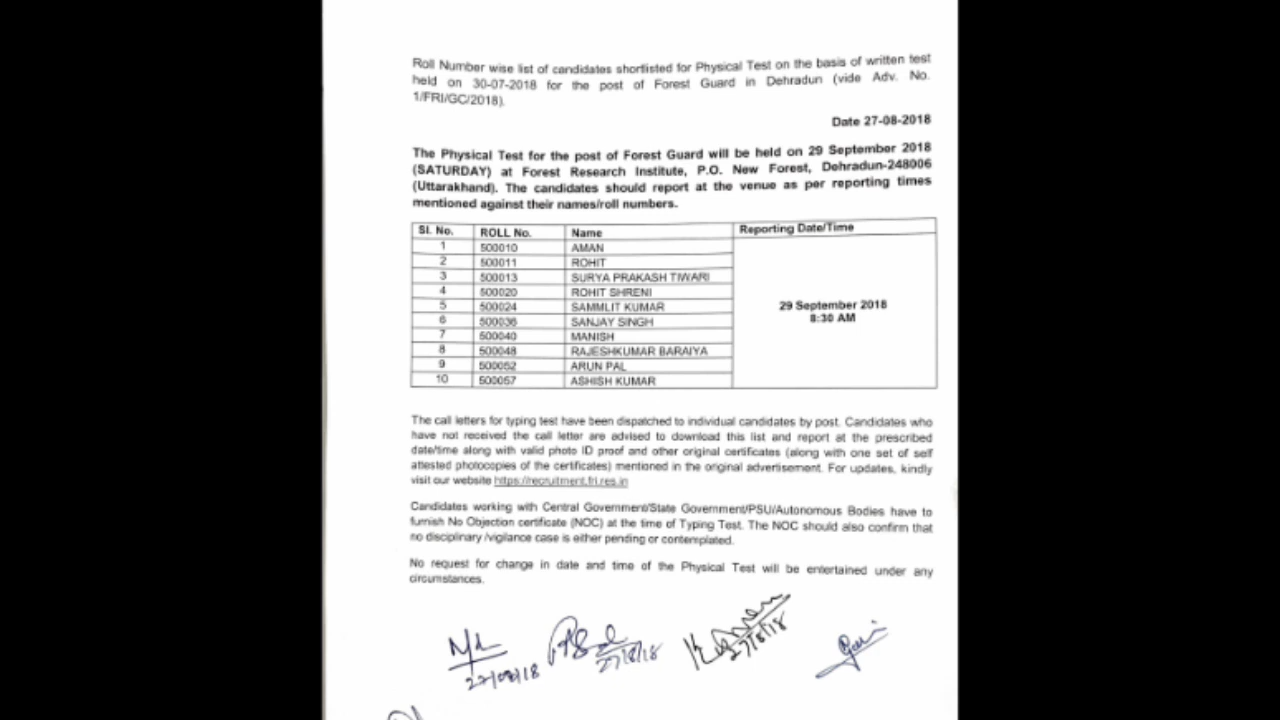 Roll Number wise list of candidates shortlisted for Physical Test on the basis of written test
held on 30-07-2018 for the post of Forest Guard in Dehradun (vide Adv. No.
1/FRI/GC/2018).
Date 27-08-2018
The Physical Test for the post of Forest Guard will be held on 29 September 2018
(SATURDAY) at Forest Research Institute, P.O. New Forest, Dehradun-248006
(Uttarakhand). The candidates should report at the venue as per reporting times
mentioned against their names/roll numbers.
Sl. No. ROLL No. Name Reporting Date/Time
1 500010 AMAN
2 500011 ROHIT
3 500013 SURYA PRAKASH TIWARI
4 500020 ROHIT SHRENI
5 500024 SAMMLIT KUMAR
6 500036 SANJAY SINGH
7 500040 MANISH
8 500048 RAJESHKUMAR BARAIYA
9 500052 ARUN PAL
10 500057 ASHISH KUMAR
29 September 2018
8:30 AM
The call letters for typing test have been dispatched to individual candidates by post. Candidates who
have not received the call letter are advised to download this list and report at the prescribed
date/time along with valid photo ID proof and other original certificates (along with one set of self
attested photocopies of the certificates) mentioned in the original advertisement. For updates, kindly
visit our website https://recruitment.fri.res.in
Candidates working with Central Government/State Government/PSU/Autonomous Bodies have to
furnish No Objection certificate (NOC) at the time of Typing Test. The NOC should also confirm that
no disciplinary /vigilance case is either pending or contemplated.
No request for change in date and time of the Physical Test will be entertained under any
circumstances.
27/08/18 27/8/18 27/8/18